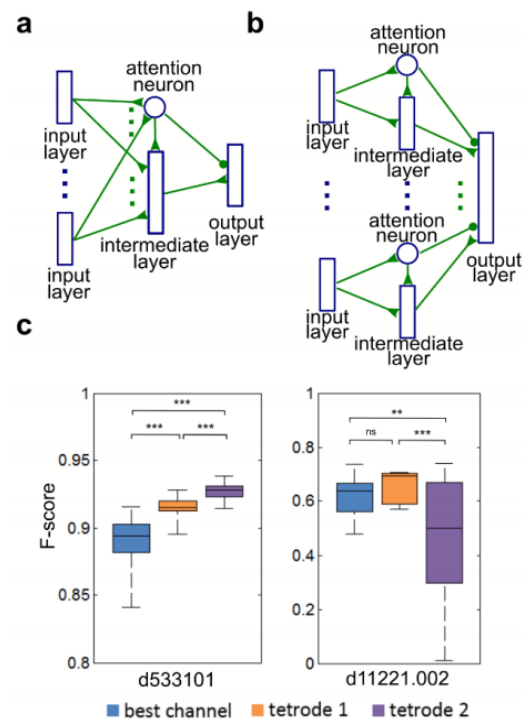 a
attention
neuron
input
layer
input
layer
intermediate
layer
output
layer
b
attention
neuron
input
layer
intermediate
layer
attention
neuron
output
layer
input
layer
intermediate
layer
c
F-score
1
0.95
0.9
0.85
0.8
***
***
***
d533101
1
0.8
0.6
0.4
0.2
0
**
ns
***
d11221.002
best channel
tetrode 1
tetrode 2